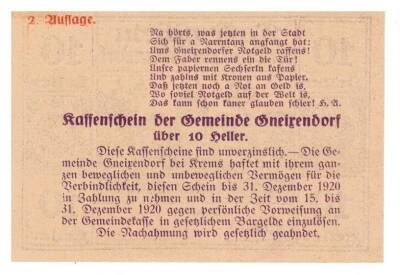 2. Auflage.
Na hörts, was jetzten in der Stadt
Sich für a Narrntanz angfangt hat:
Ums Gneixendorfer Notgeld raffens!
Dem Faber rennens ein die Tür!
Unsre papiernen Sechserln fassens
Und zahlns mit Kronen aus Papier.
Daß jetzten noch a Not an Geld is,
Wo soviel Notgeld auf der Welt is,
Das kann schon kaner glauben schier! H. A.
Kassenschein der Gemeinde Gneixendorf
über 10 Heller.
Diese Kassenscheine sind unverzinslich.— Die Ge-
meinde Gneixendorf bei Krems haftet mit ihrem gan-
zen beweglichen und unbeweglichen Vermögen für die
Verbindlichkeit, diesen Schein bis 31. Dezember 1920
in Zahlung zu nehmen und in der Zeit vom 15. bis
31. Dezember 1920 gegen persönliche Vorweisung an
der Gemeindekasse in gesetzlichem Bargelde einzulösen.
Die Nachahmung wird gesetzlich geahndet.